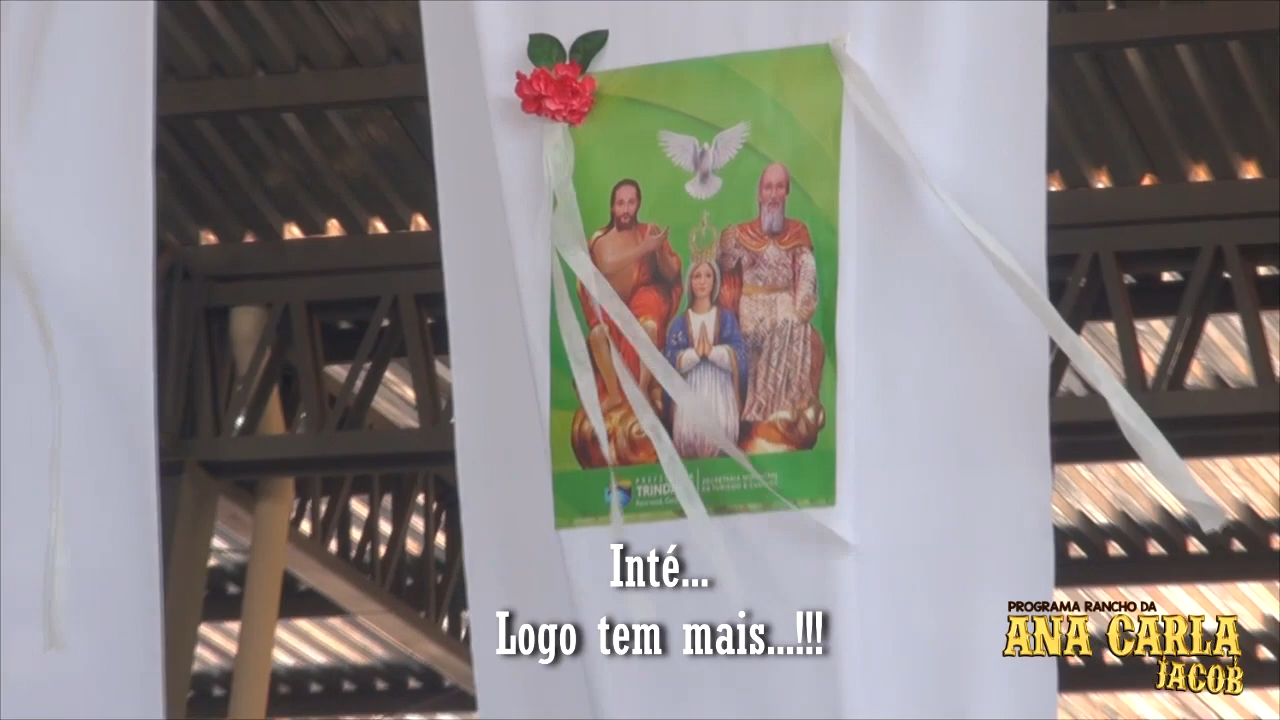 TRINDADE
Inté...
Logo tem mais...!!!
PROGRAMA RANCHO DA
ANA CARLA
JACOB